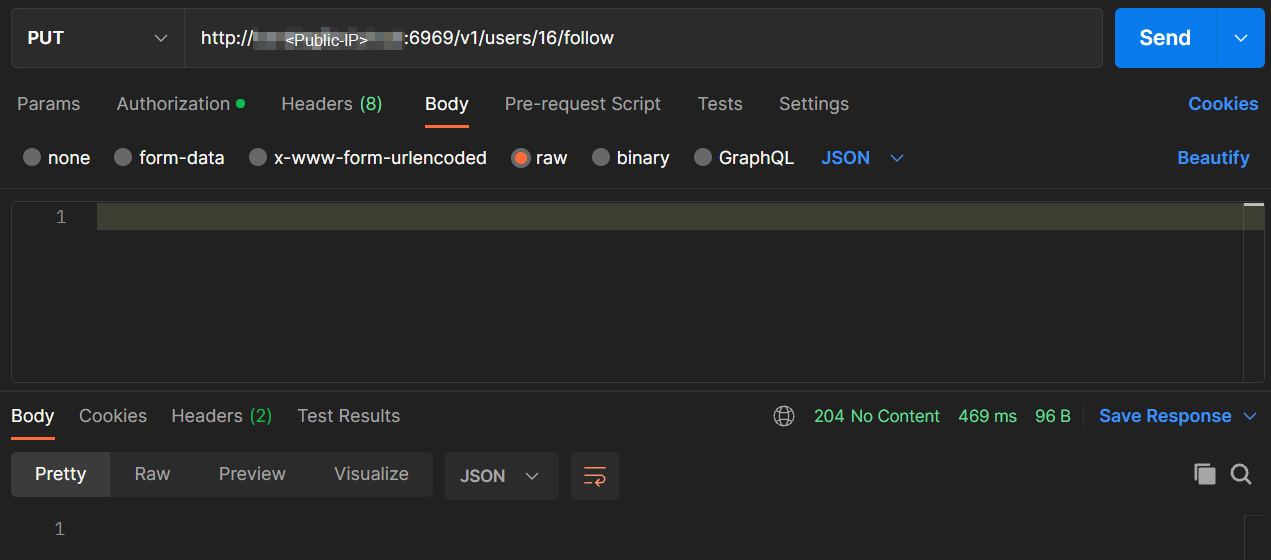 PUT http://<Public-IP>:6969/v1/users/16/follow Send
Params Authorization Headers (8) Body Pre-request Script Tests Settings Cookies
none form-data x-www-form-urlencoded raw binary GraphQL JSON Beautify
1
Body Cookies Headers (2) Test Results 204 No Content 469 ms 96 B Save Response
Pretty Raw Preview Visualize JSON
1